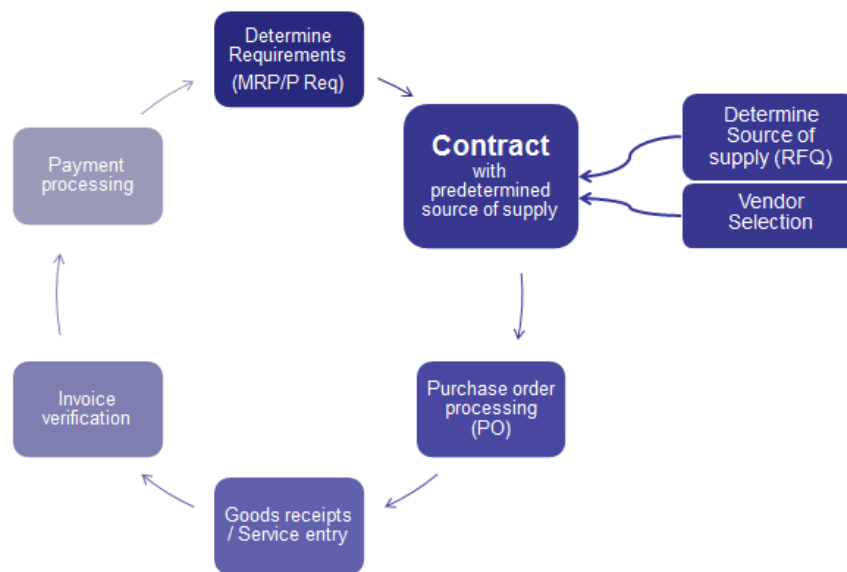 Determine
Requirements
(MRP/P Req)
Contract
with
predetermined
source of supply
Determine
Source of
supply (RFQ)
Vendor
Selection
Purchase order
processing
(PO)
Goods receipts
/ Service entry
Invoice
verification
Payment
processing